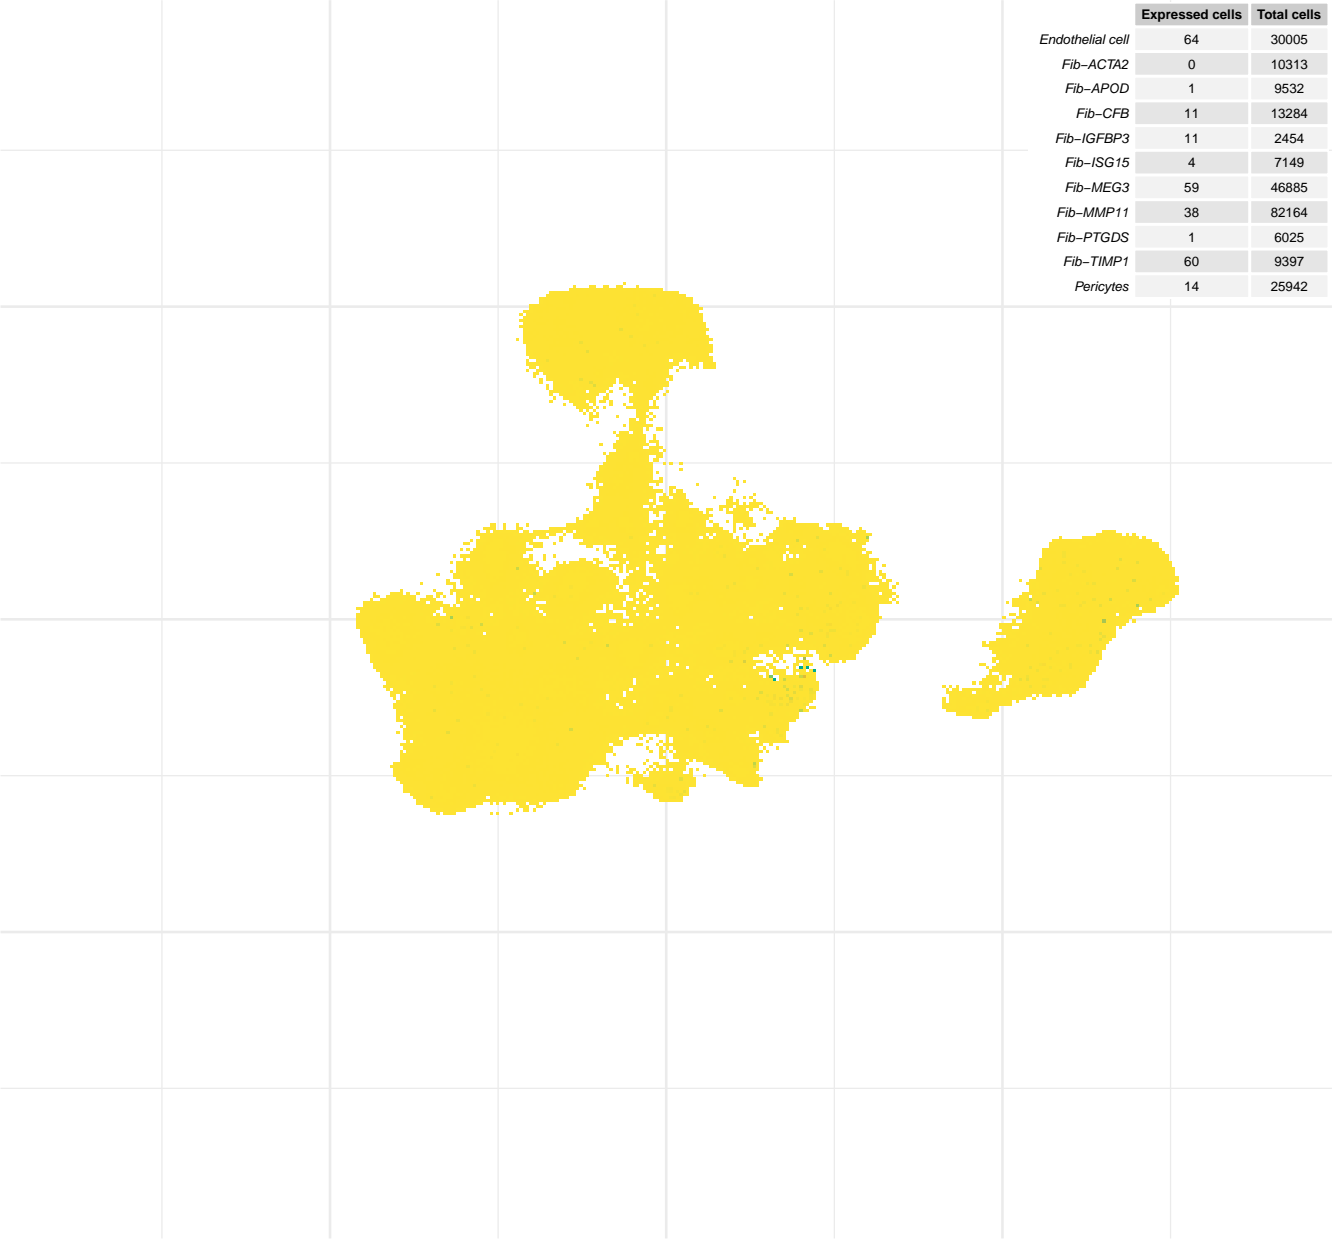 Expressed cells Total cells
Endothelial cell 64 30005
Fib−ACTA2 0 10313
Fib−APOD 1 9532
Fib−CFB 11 13284
Fib−IGFBP3 11 2454
Fib−ISG15 4 7149
Fib−MEG3 59 46885
Fib−MMP11 38 82164
Fib−PTGDS 1 6025
Fib−TIMP1 60 9397
Pericytes 14 25942